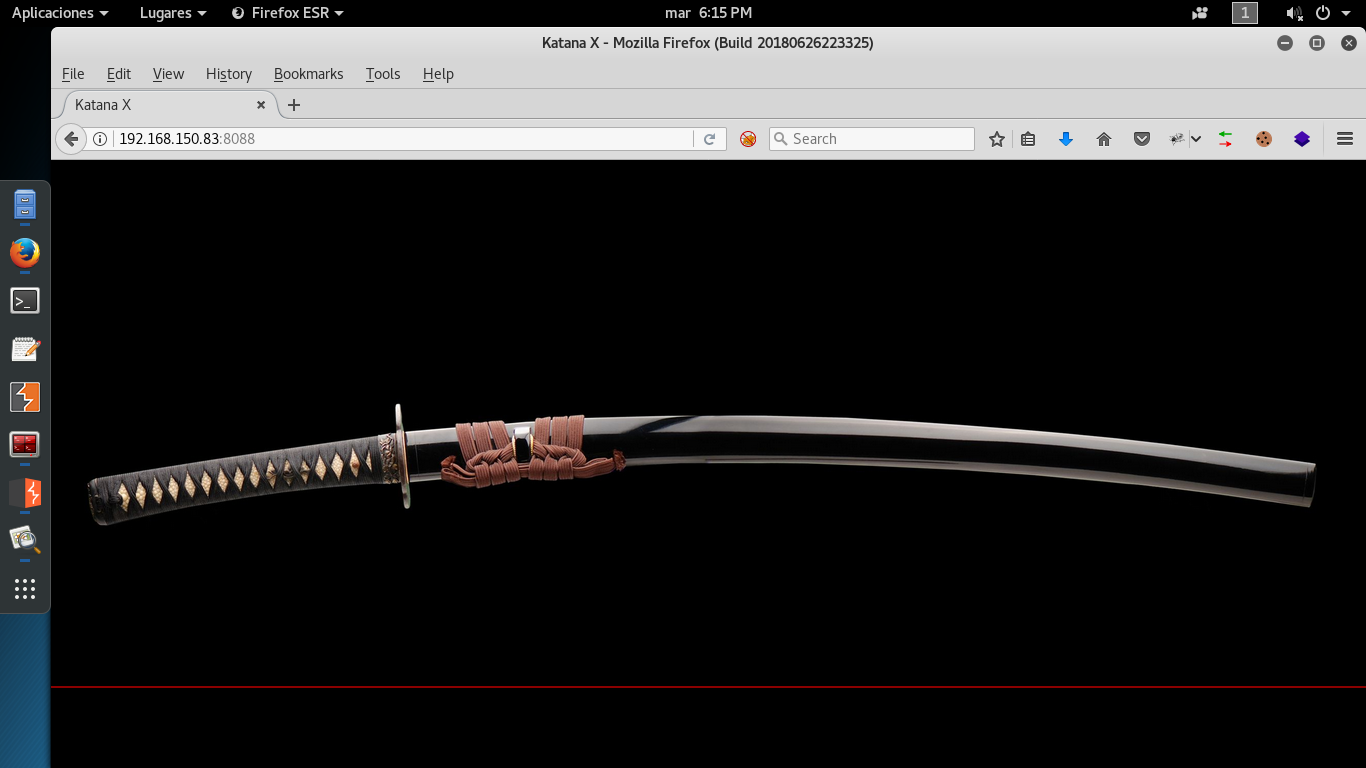 Aplicaciones Lugares Firefox ESR mar 6:15 PM 1
Katana X - Mozilla Firefox (Build 20180626223325)
File Edit View History Bookmarks Tools Help
Katana X
192.168.150.83:8088 Search